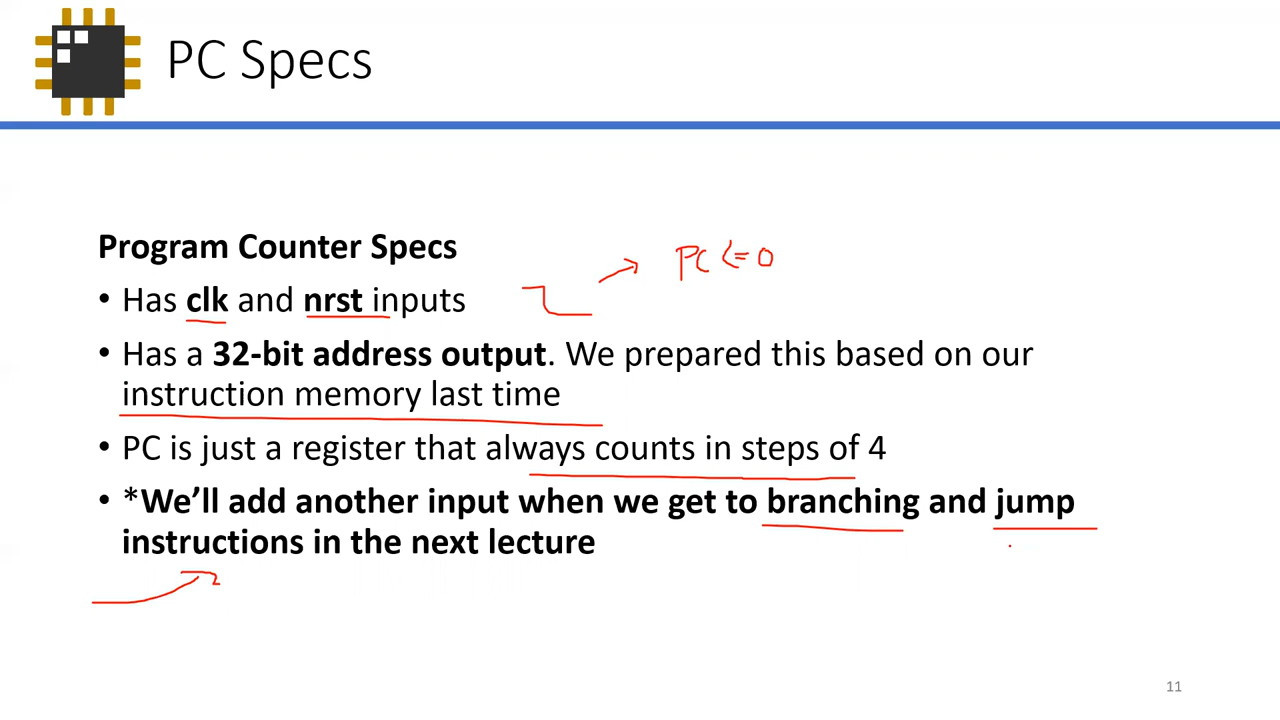 PC Specs
Program Counter Specs
PC <= 0
• Has clk and nrst inputs
• Has a 32-bit address output. We prepared this based on our
instruction memory last time
• PC is just a register that always counts in steps of 4
• *We’ll add another input when we get to branching and jump
instructions in the next lecture
11